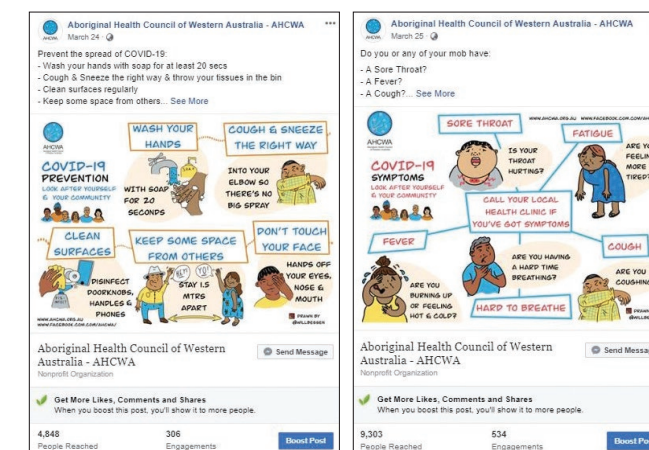 Aboriginal Health Council of Western Australia - AHCWA
March 24
Prevent the spread of COVID-19:
- Wash your hands with soap for at least 20 secs
- Cough & Sneeze the right way & throw your tissues in the bin
- Clean surfaces regularly
- Keep some space from others... See More
AHCWA
COVID-19
PREVENTION
LOOK AFTER YOURSELF
& YOUR COMMUNITY
WASH YOUR
HANDS
WITH SOAP
FOR 20
SECONDS
COUGH & SNEEZE
THE RIGHT WAY
INTO YOUR
ELBOW SO
THERE'S NO
BIG SPRAY
CLEAN
SURFACES
DISINFECT
DOORKNOBS,
HANDLES &
PHONES
KEEP SOME SPACE
FROM OTHERS
HEY!
YO!
STAY 1.5
MTRS
APART
DON'T TOUCH
YOUR FACE
HANDS OFF
YOUR EYES,
NOSE &
MOUTH
WWW.AHCWA.ORG.AU
WWW.FACEBOOK.COM.COM/AHCWA/
DRAWN BY
Aboriginal Health Council of Western
Australia - AHCWA
Nonprofit Organization
Send Message
Get More Likes, Comments and Shares
When you boost this post, you'll show it to more people.
4,848
People Reached
306
Engagements
Boost Post
Aboriginal Health Council of Western Australia - AHCWA
March 25
Do you or any of your mob have:
- A Sore Throat?
- A Fever?
- A Cough?... See More
AHCWA
COVID-19
SYMPTOMS
LOOK AFTER YOURSELF
& YOUR COMMUNITY
SORE THROAT
IS YOUR
THROAT
HURTING?
WWW.AHCWA.ORG.AU
FATIGUE
MORE
CALL YOUR LOCAL
HEALTH CLINIC IF
YOU'VE GOT SYMPTOMS
FEVER
ARE YOU
BURNING UP
OR FEELING
HOT & COLD?
ARE YOU HAVING
A HARD TIME
BREATHING?
HARD TO BREATHE
COUGH
ARE YOU
Aboriginal Health Council of Western
Australia - AHCWA
Nonprofit Organization
Get More Likes, Comments and Shares
When you boost this post, you'll show it to more people.
9,303
People Reached
534
Engagements
Boost